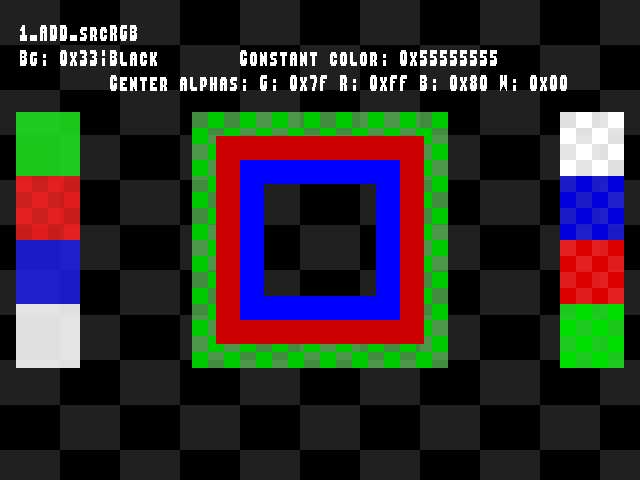 1_ADD_srcRGB
Bg: 0x33|Black Constant color: 0x55555555
Center alphas: G: 0x7f R: 0xff B: 0x80 W: 0x00